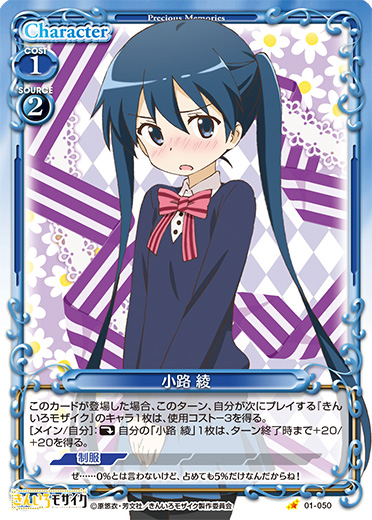 Precious Memories
Character
COST
1
SOURCE
2
小路 綾
このカードが登場した場合、このターン、自分が次にプレイする『きん
いろモザイク』のキャラ1枚は、使用コスト-3を得る。
[メイン/自分]: 自分の「小路 綾」1枚は、ターン終了時まで+20/
+20を得る。
制服
ぜ……0%とは言わないけど、占めても5%だけなんだからね!
きんいろモザイク
©原悠衣・芳文社/きんいろモザイク製作委員会
01-050